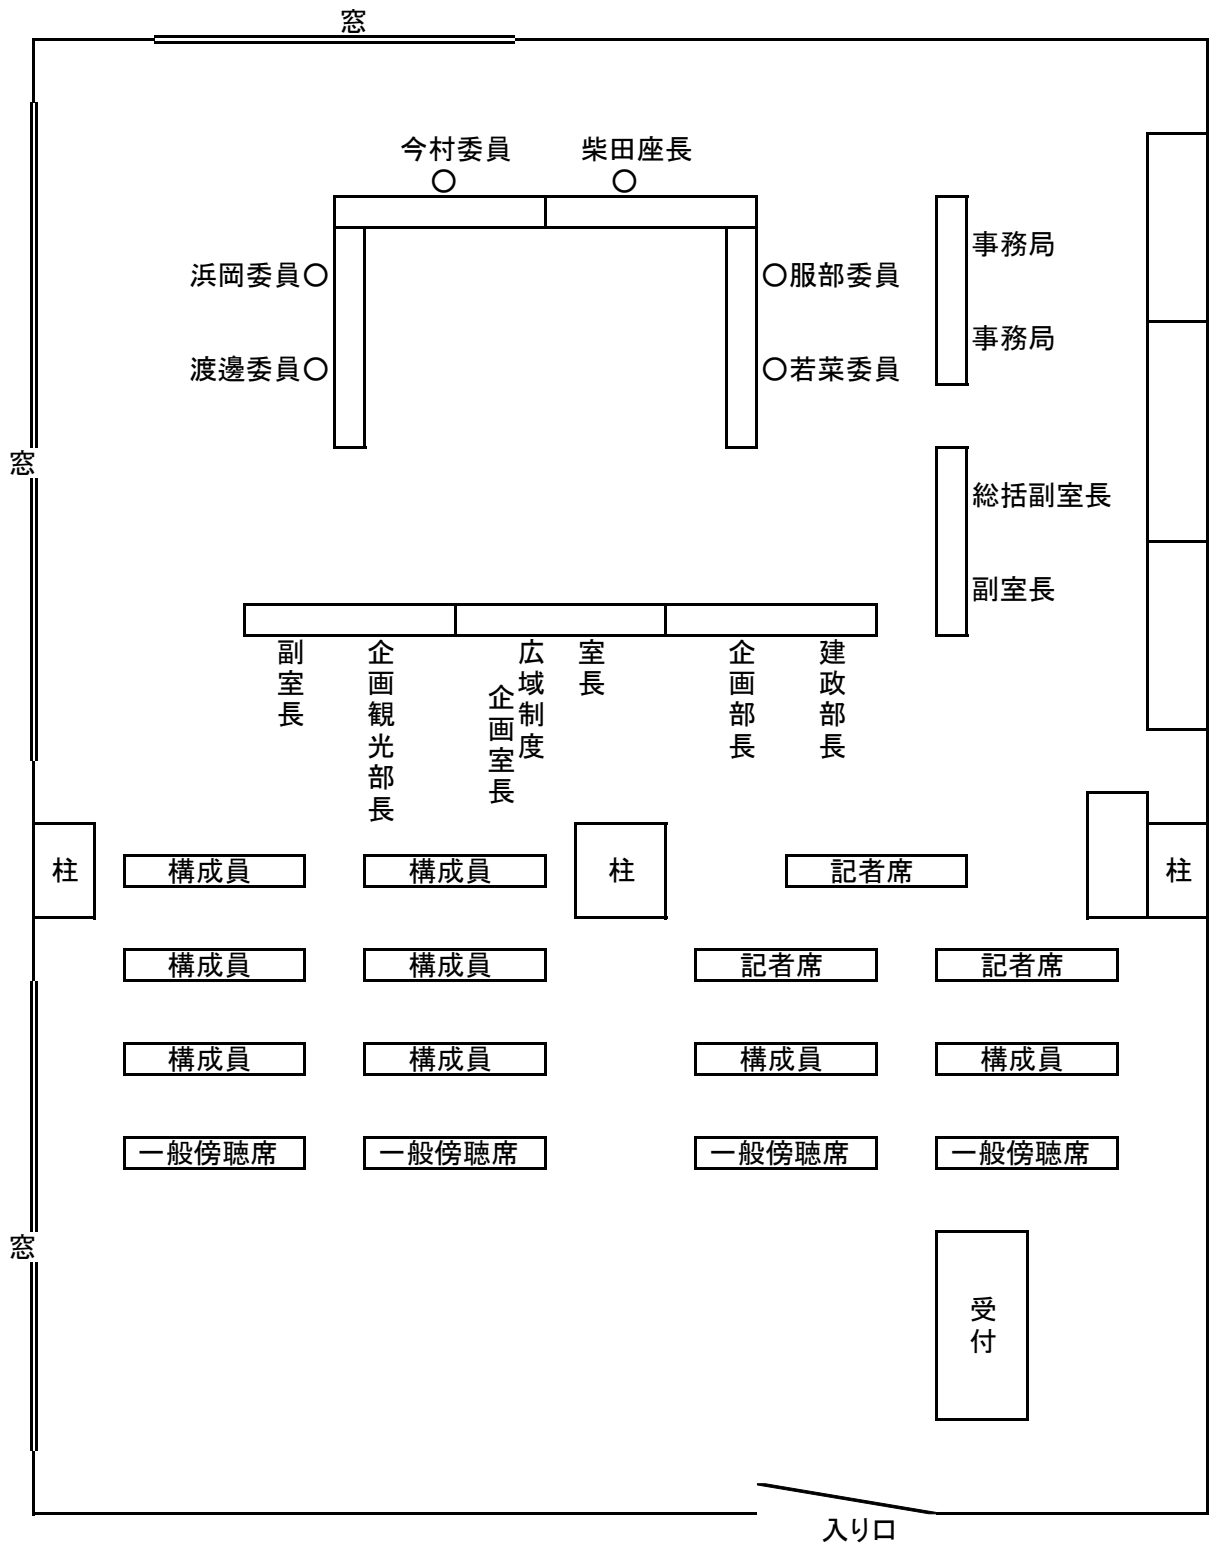 窓
今村委員
柴田座長
浜岡委員
服部委員
事務局
渡邊委員
若菜委員
事務局
窓
総括副室長
副室長
副室長
企画観光部長
広域制度
企画室長
室長
企画部長
建政部長
柱
構成員
構成員
柱
記者席
柱
構成員
構成員
記者席
記者席
構成員
構成員
構成員
構成員
一般傍聴席
一般傍聴席
一般傍聴席
一般傍聴席
窓
受付
入り口